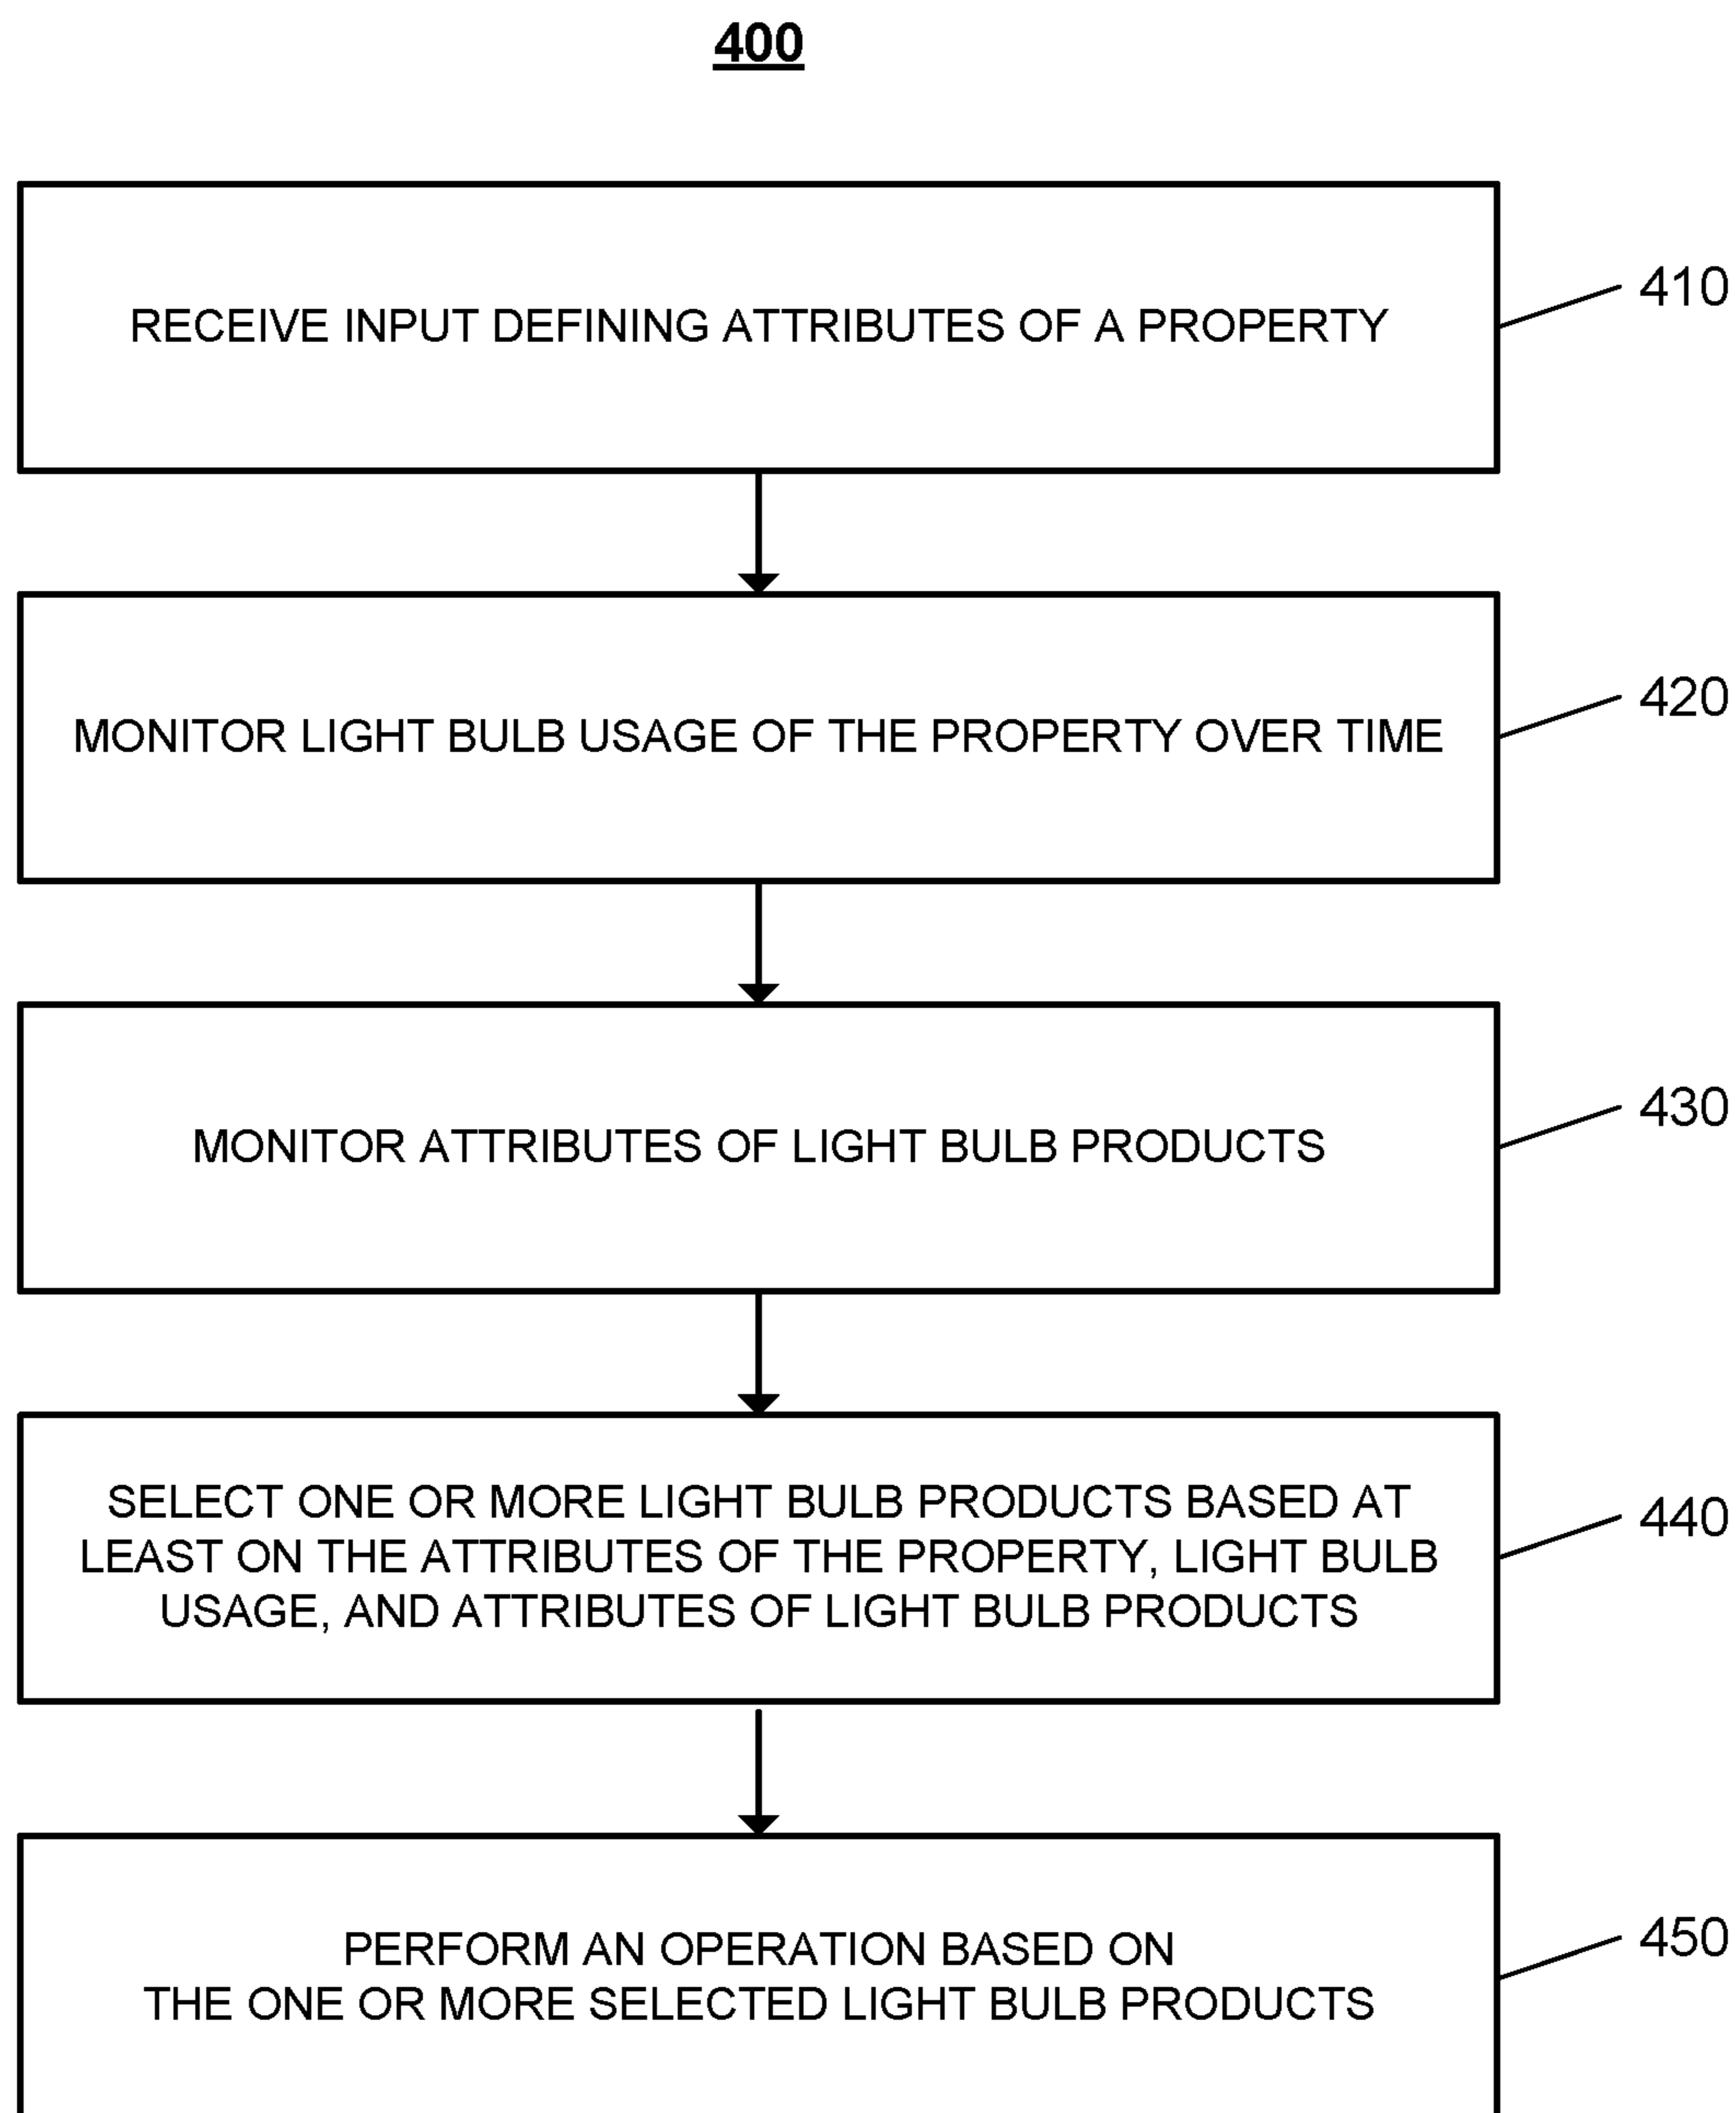 400
RECEIVE INPUT DEFINING ATTRIBUTES OF A PROPERTY
410
MONITOR LIGHT BULB USAGE OF THE PROPERTY OVER TIME
420
MONITOR ATTRIBUTES OF LIGHT BULB PRODUCTS
430
SELECT ONE OR MORE LIGHT BULB PRODUCTS BASED AT
LEAST ON THE ATTRIBUTES OF THE PROPERTY, LIGHT BULB
USAGE, AND ATTRIBUTES OF LIGHT BULB PRODUCTS
440
PERFORM AN OPERATION BASED ON
THE ONE OR MORE SELECTED LIGHT BULB PRODUCTS
450